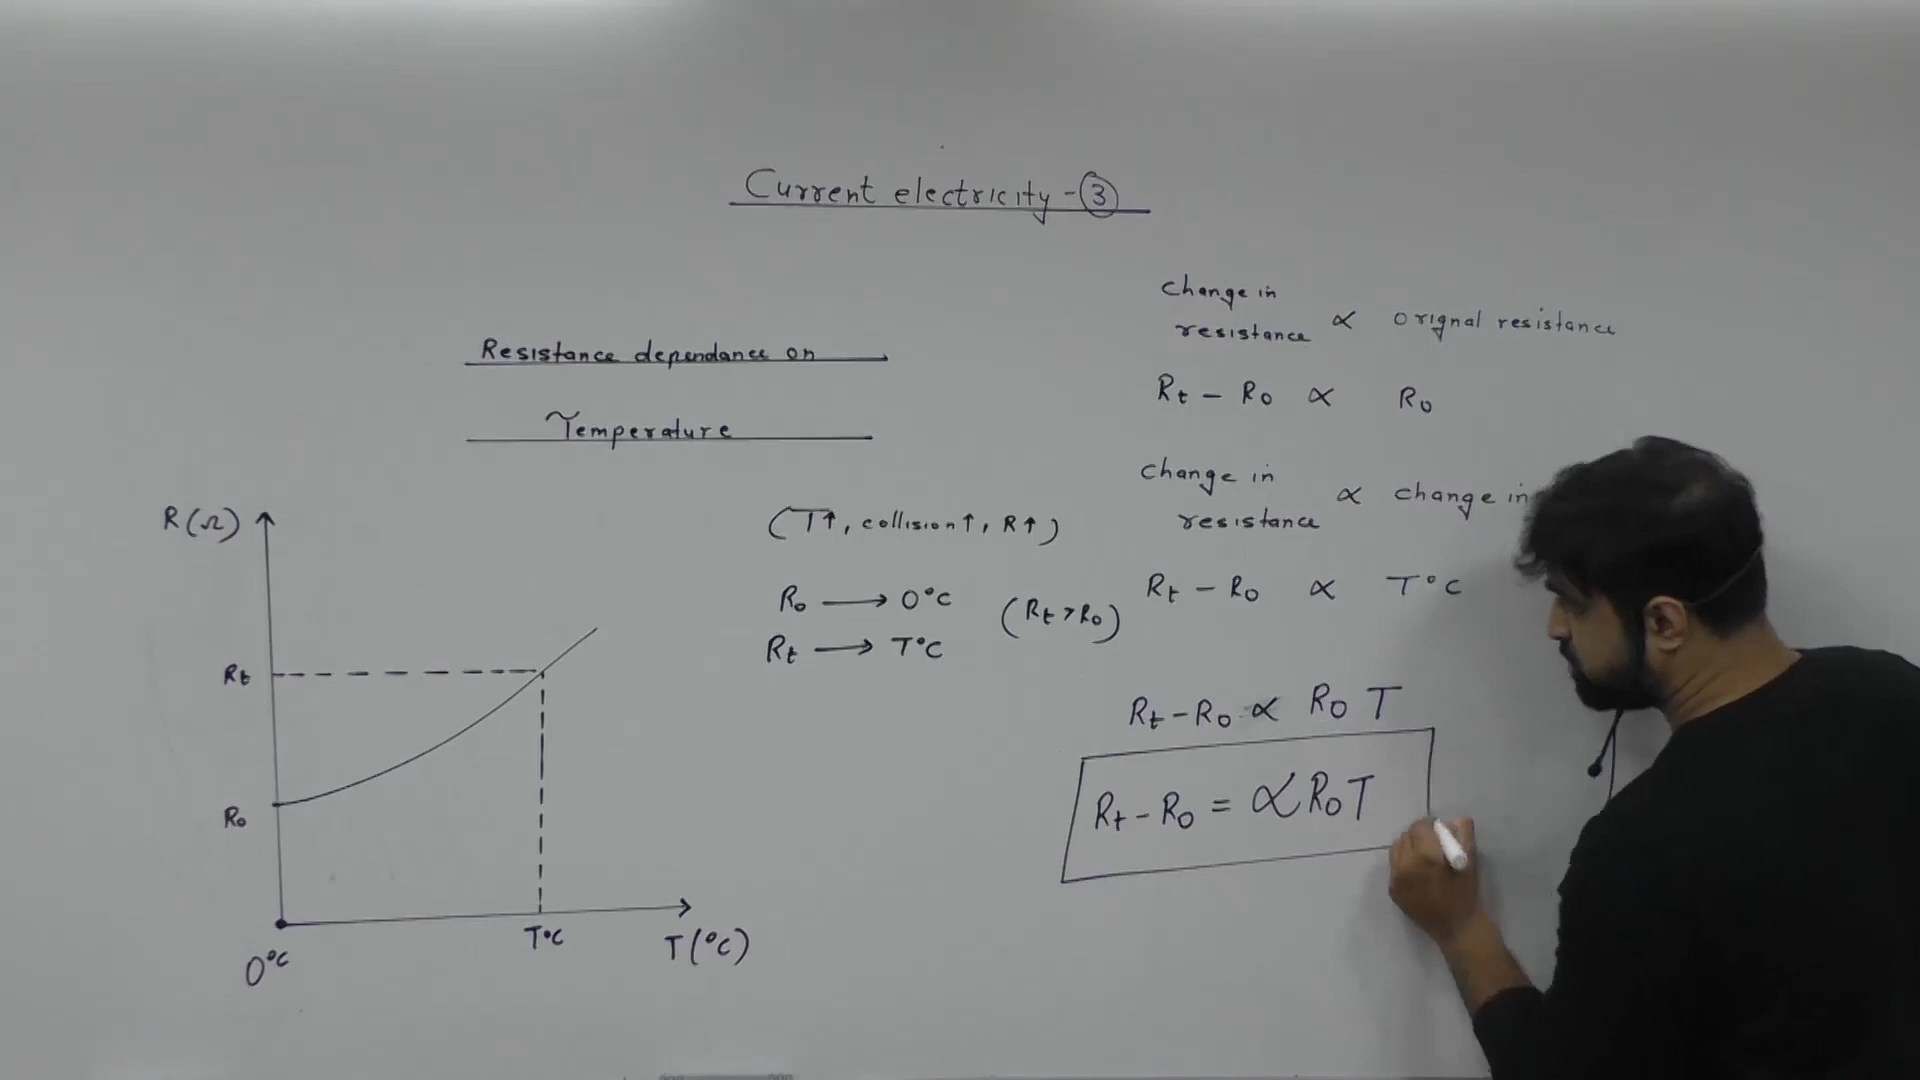 Current electricity - ③
Resistance dependance on
Temperature
R(Ω)
Rt
R₀
0°C
T°C
T(°C)
(T↑, collision↑, R↑)
R₀ → 0°C
Rt → T°C
(Rt > R₀)
Change in
resistance ∝ orignal resistance
Rt − R₀ ∝ R₀
Change in
resistance ∝ change in
Rt − R₀ ∝ T°C
Rt − R₀ ∝ R₀ T
Rt − R₀ = ∝ R₀ T